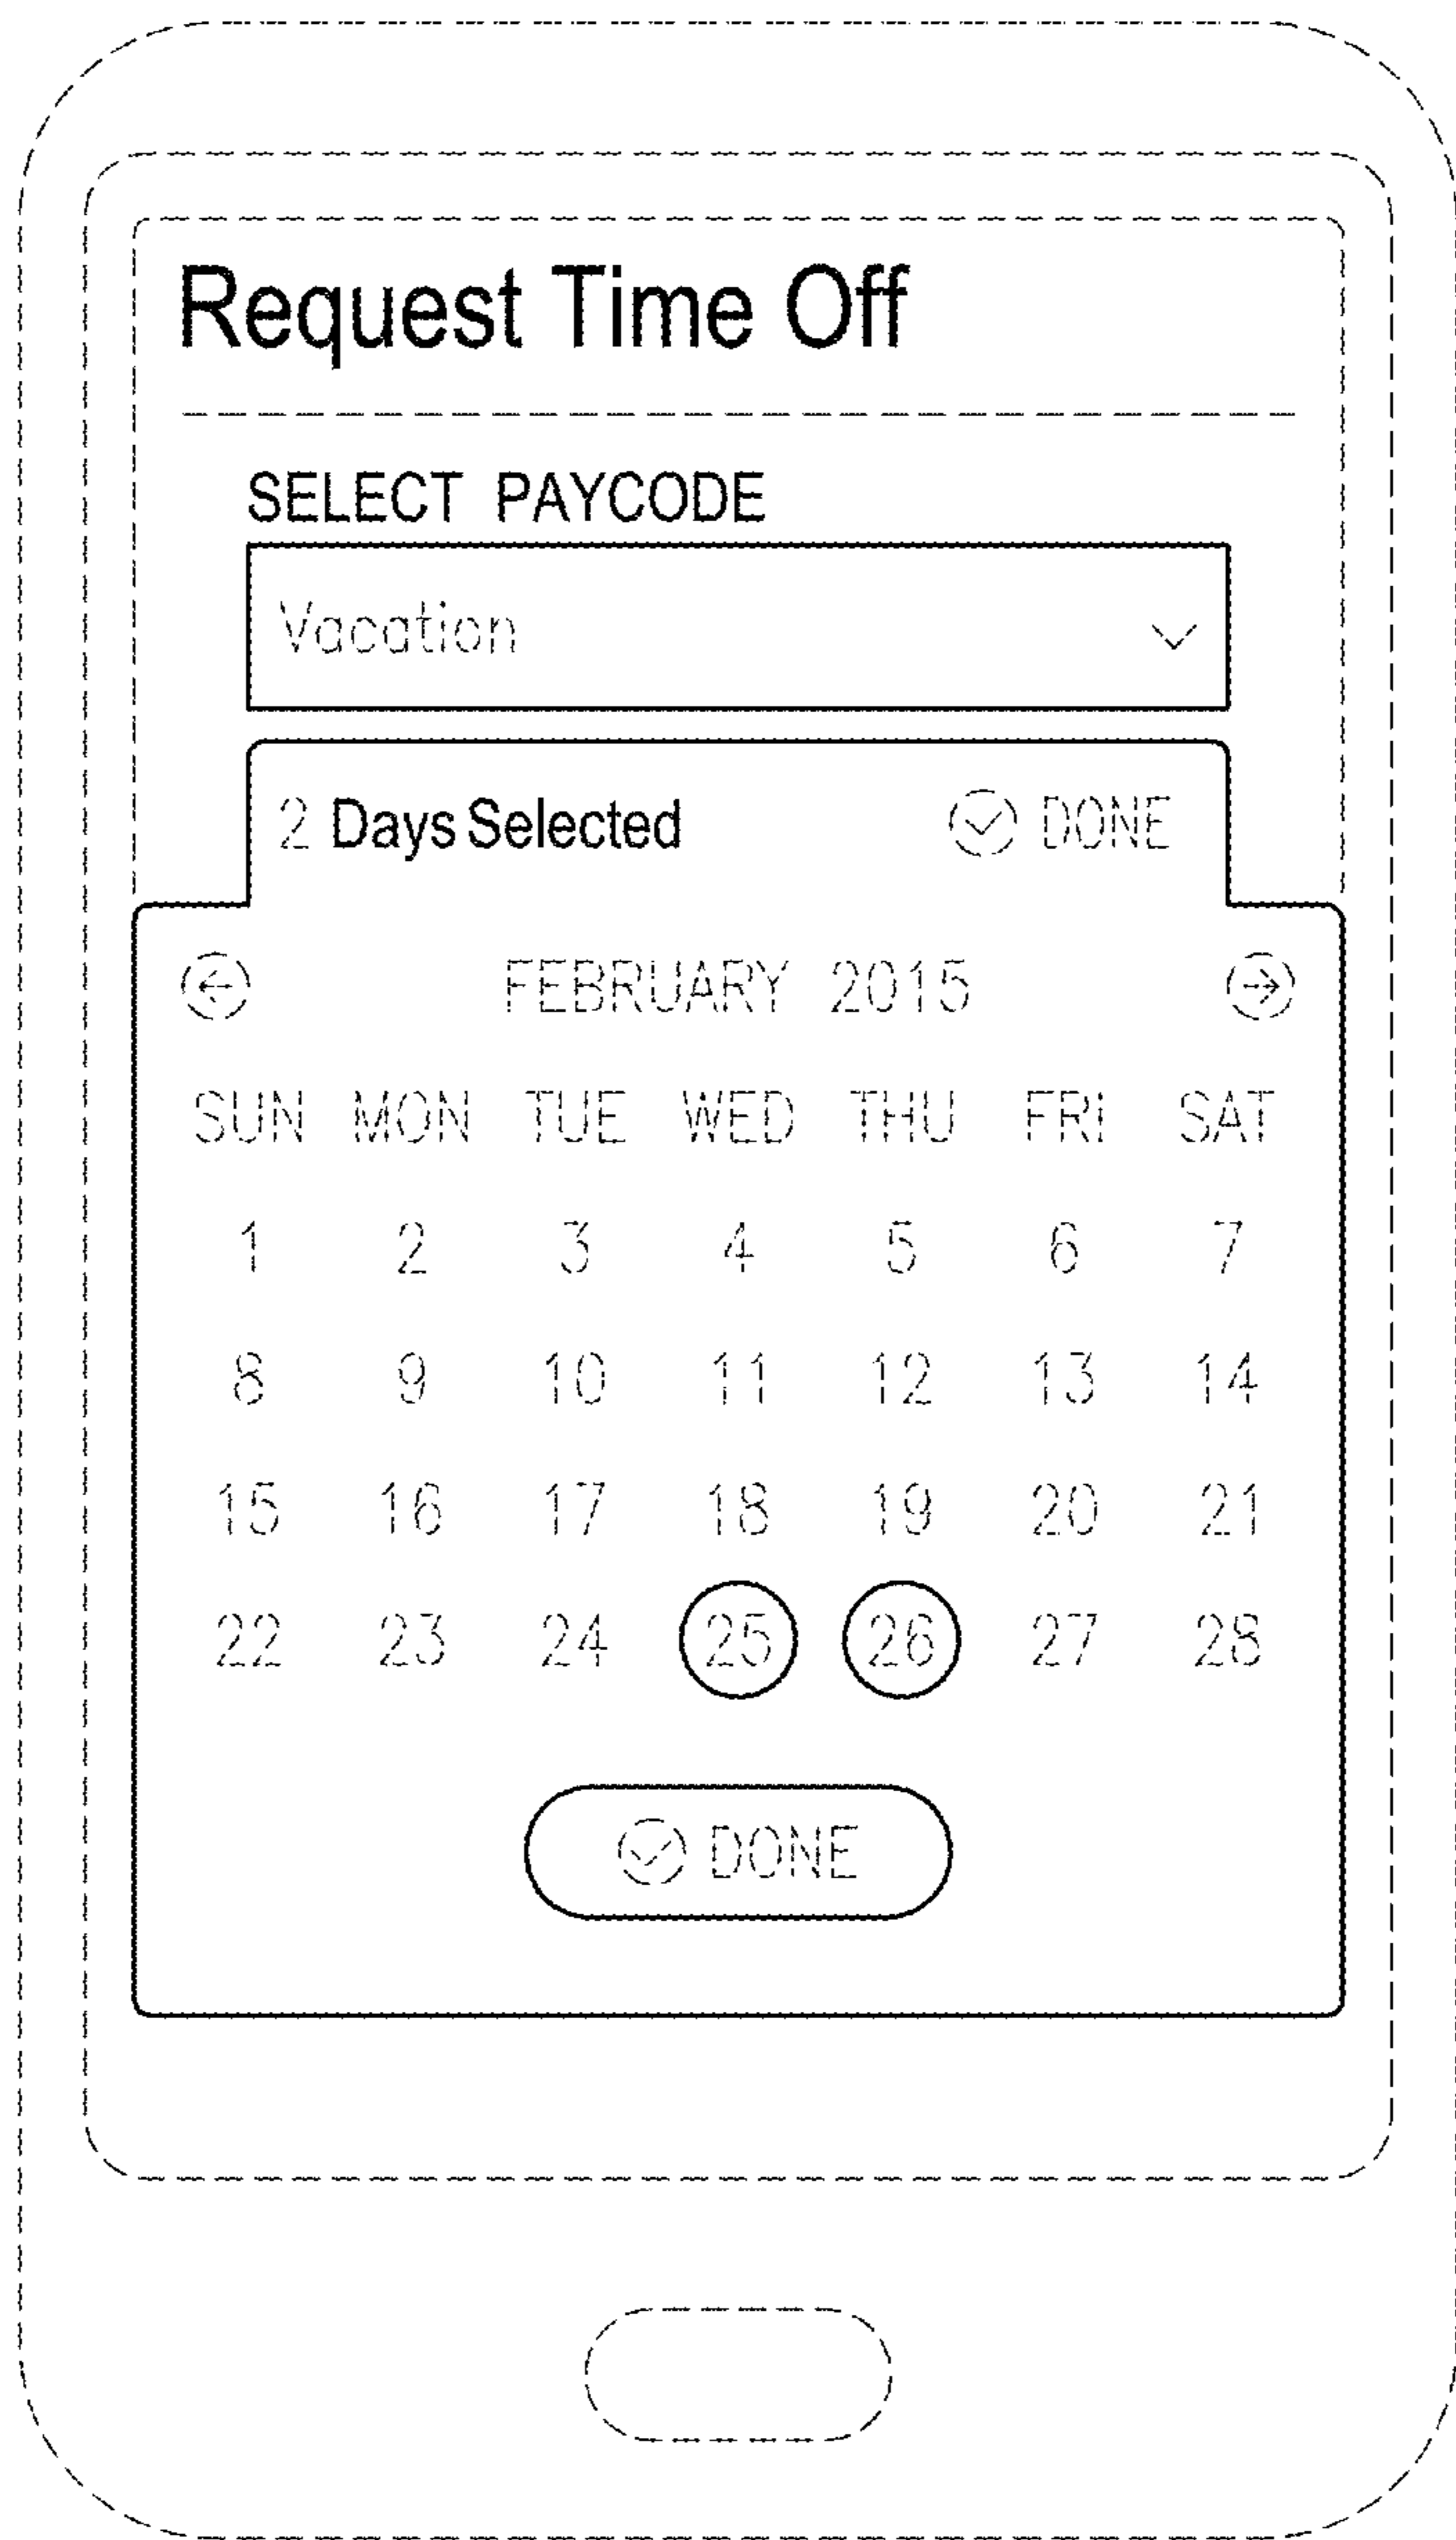 Request Time Off
SELECT PAYCODE
Vacation
2 Days Selected DONE
FEBRUARY 2015
SUN MON TUE WED THU FRI SAT
1 2 3 4 5 6 7
8 9 10 11 12 13 14
15 16 17 18 19 20 21
22 23 24 25 26 27 28
DONE